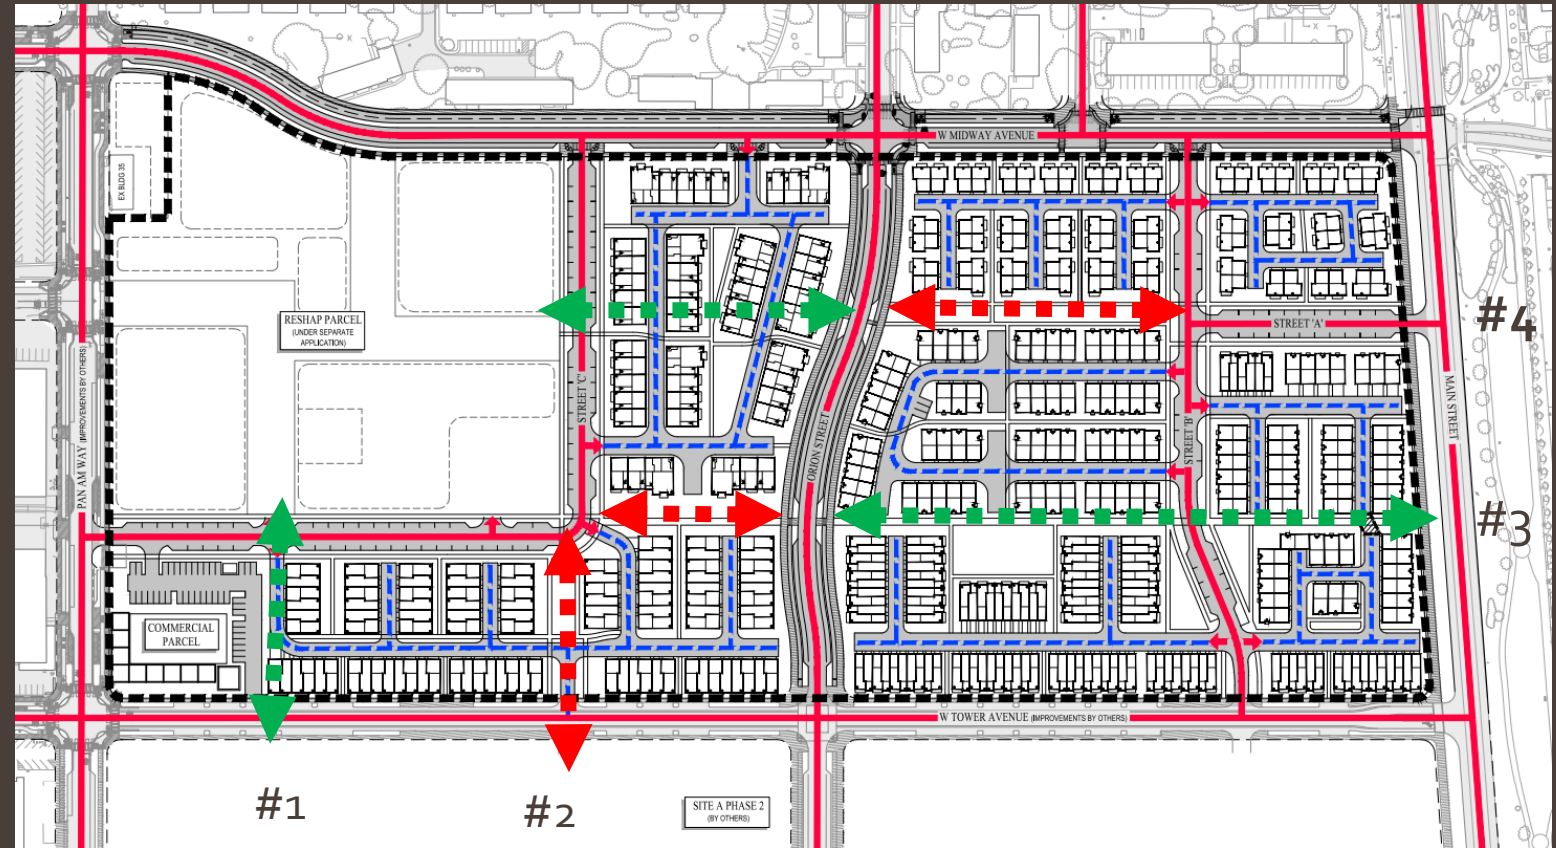 W MIDWAY AVENUE
EX BLDG 35
RESHAP PARCEL
(UNDER SEPARATE
APPLICATION)
#4
STREET 'A'
PAN AM WAY (IMPROVEMENTS BY OTHERS)
STREET 'C'
ORION STREET
STREET 'B'
MAIN STREET
#3
COMMERCIAL
PARCEL
W TOWER AVENUE (IMPROVEMENTS BY OTHERS)
#1
#2
SITE A PHASE 2
(BY OTHERS)